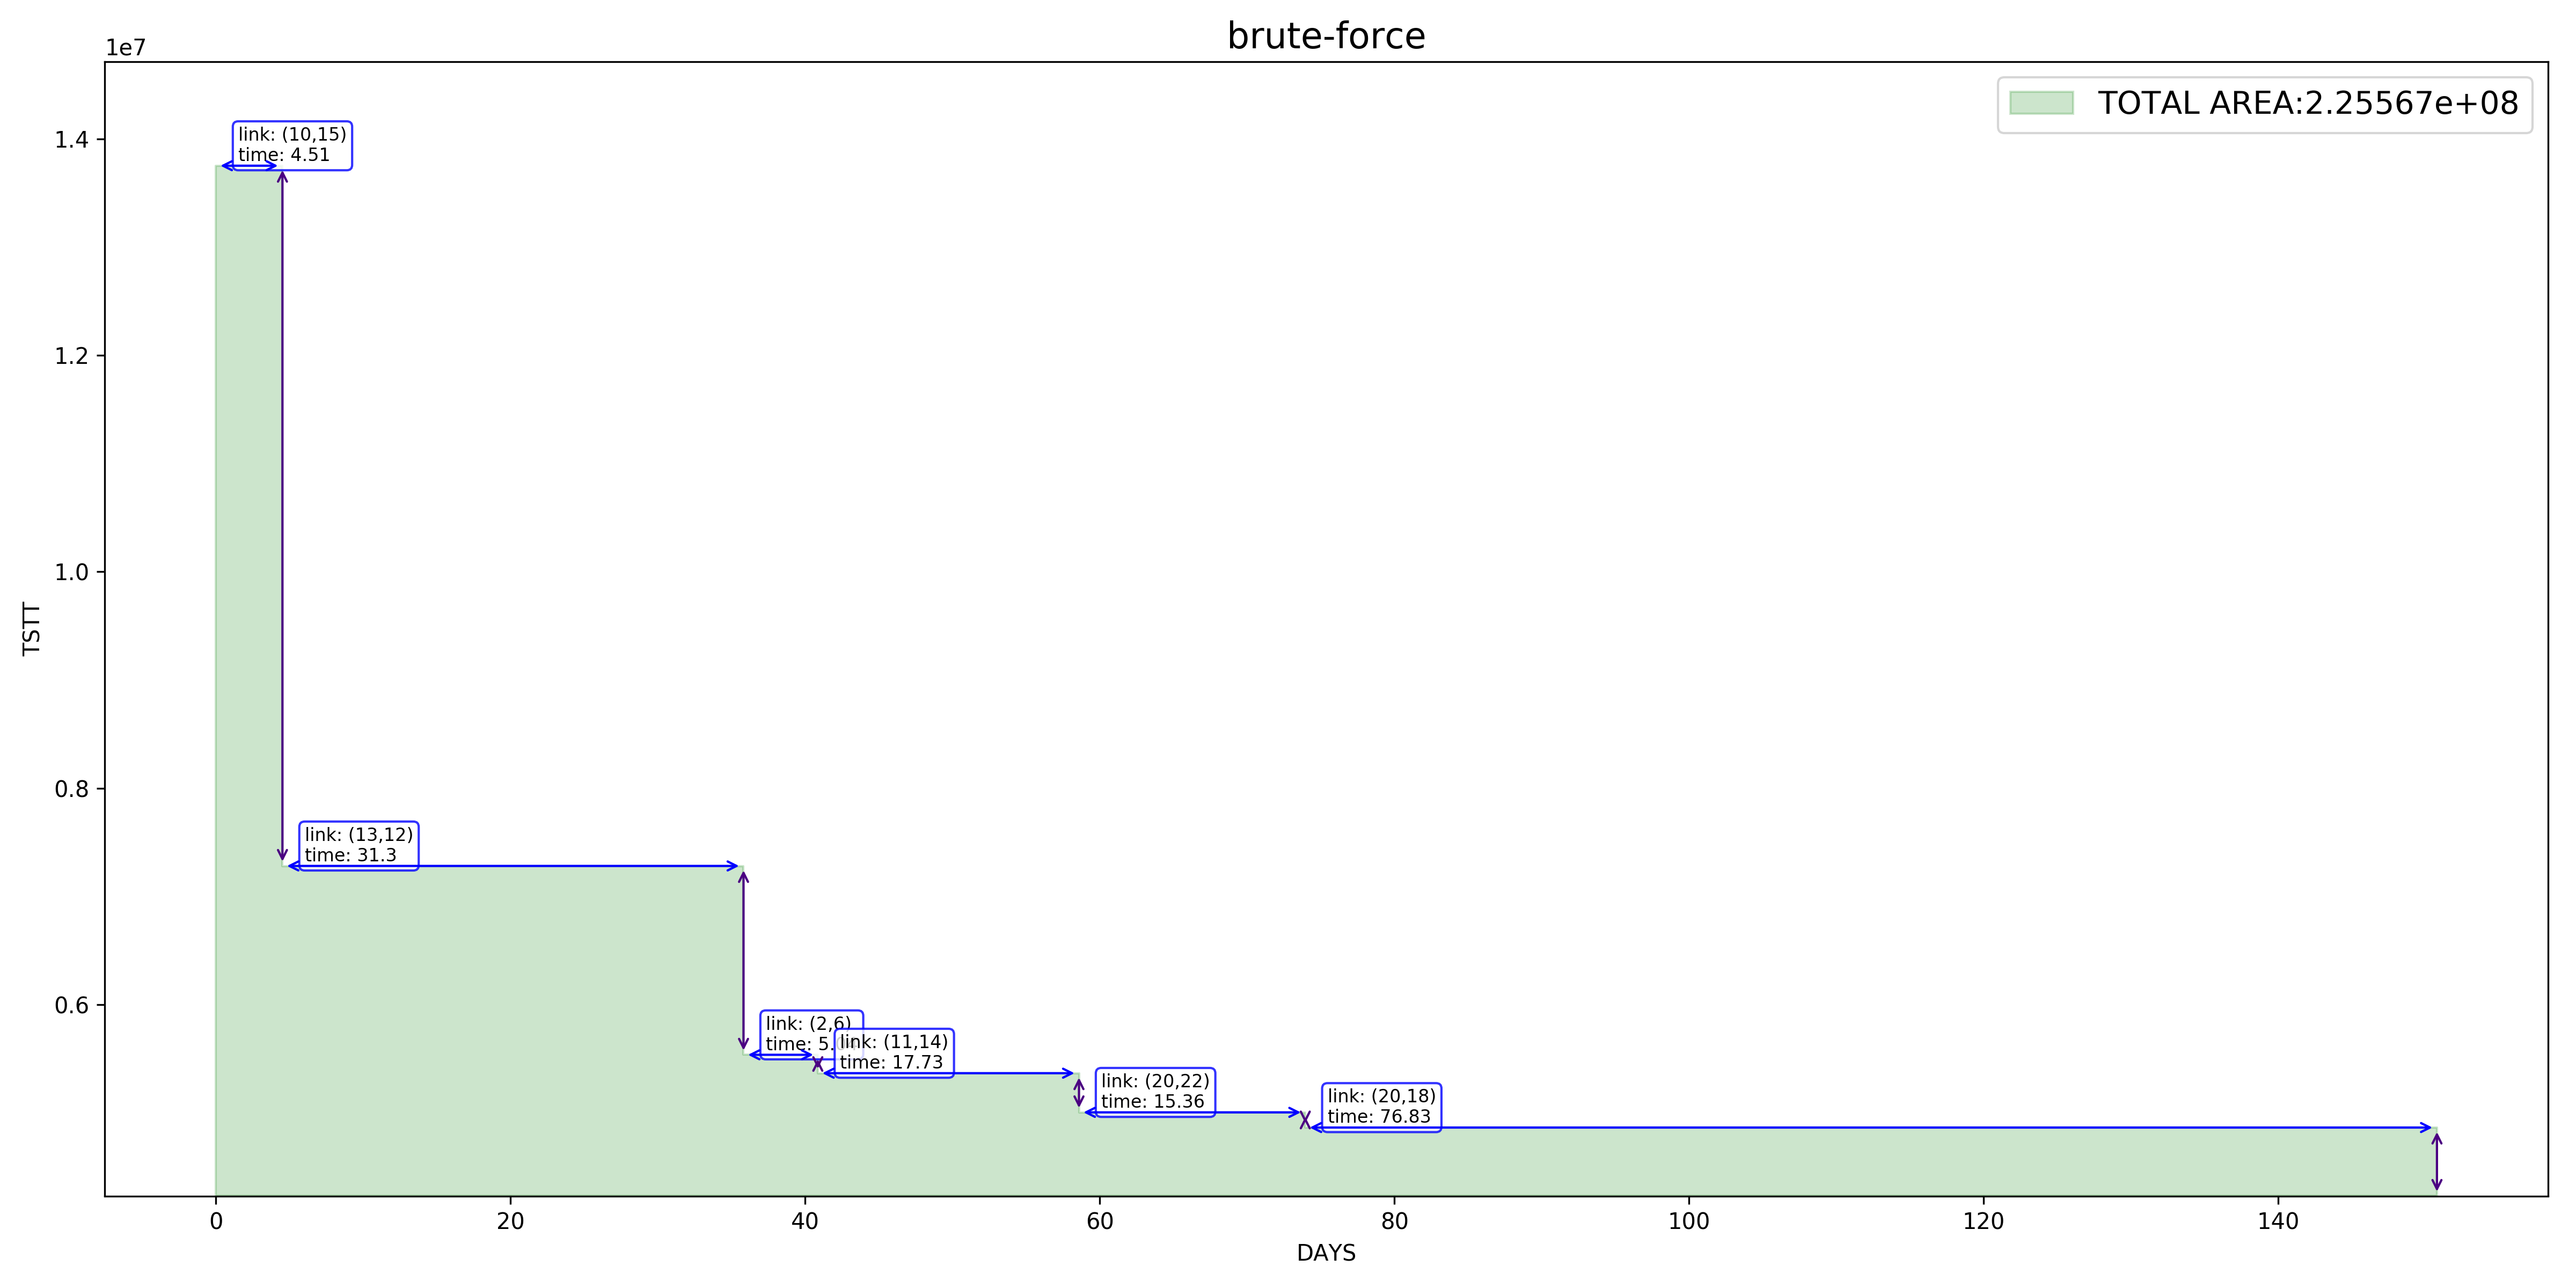 brute-force
1e7
TOTAL AREA:2.25567e+08
1.4
1.2
1.0
0.8
0.6
TSTT
link: (10,15)
time: 4.51
link: (13,12)
time: 31.3
link: (2,6)
time: 5.
link: (11,14)
time: 17.73
link: (20,22)
time: 15.36
link: (20,18)
time: 76.83
0
20
40
60
80
100
120
140
DAYS